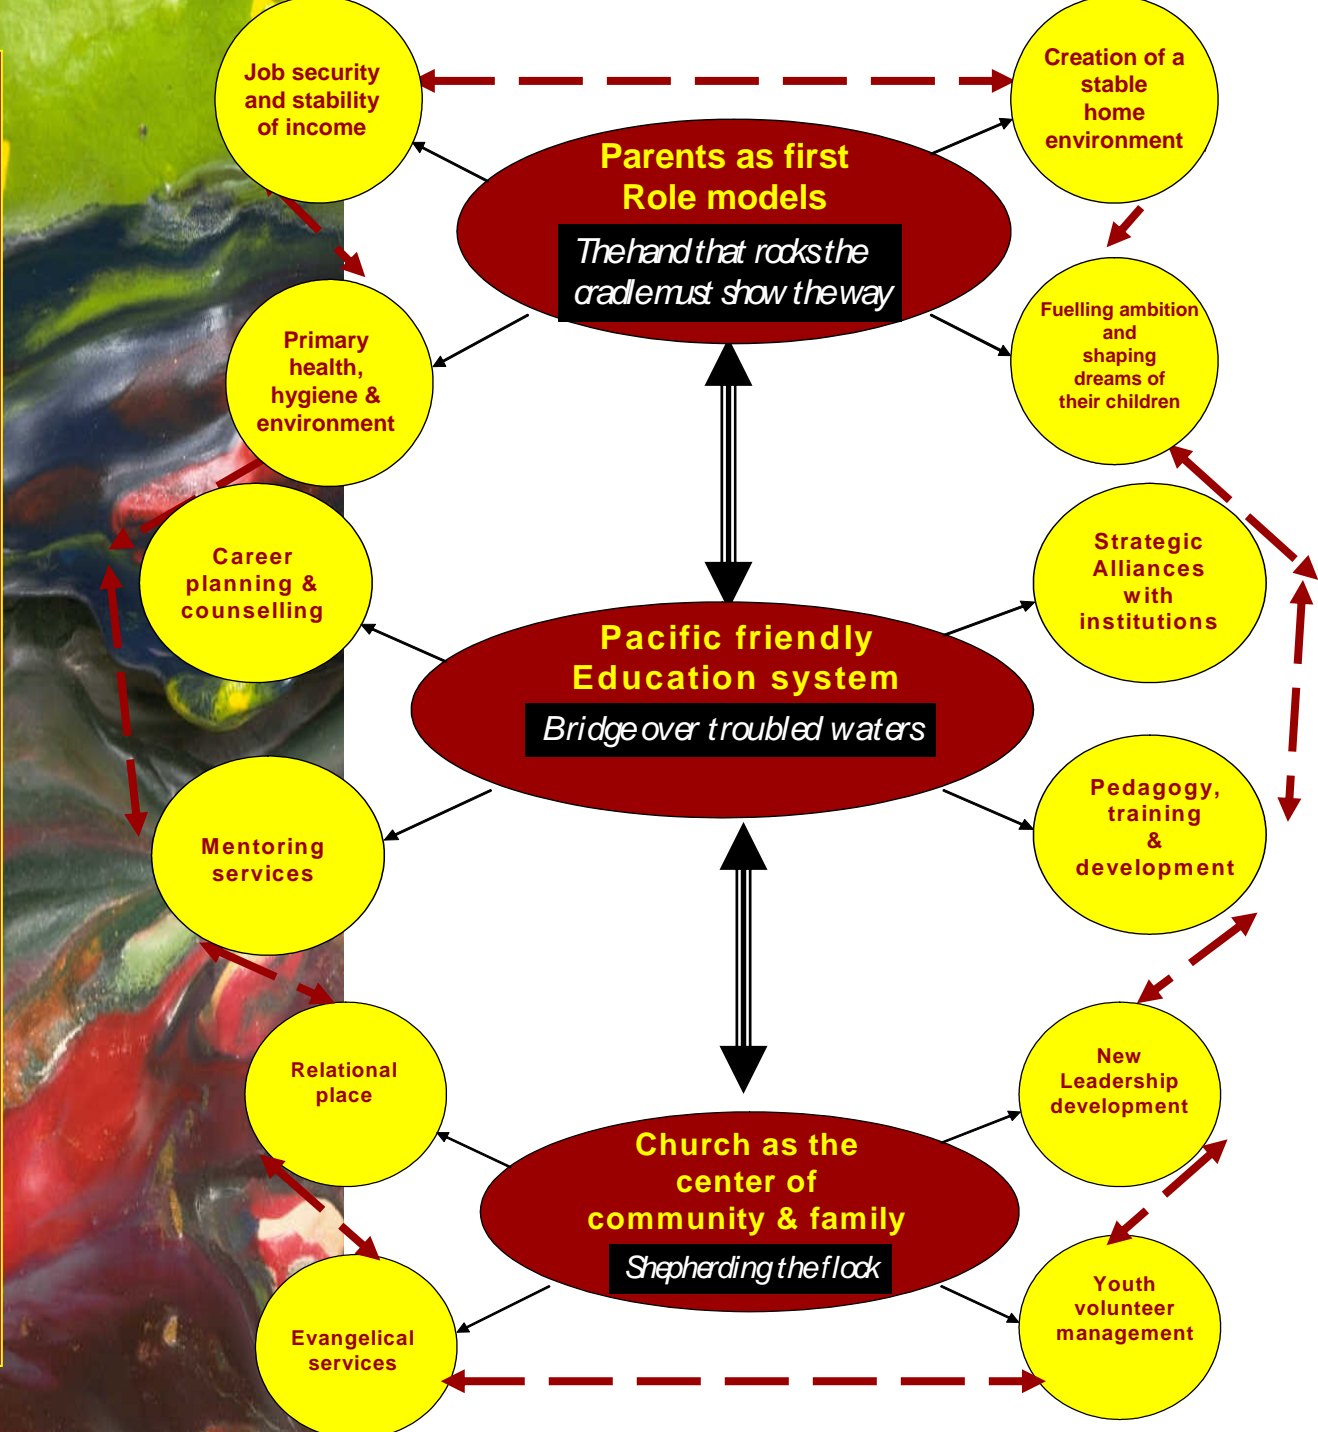 Job security
and stability
of income
Creation of a
stable
home
environment
Parents as first
Role models
The hand that rocks the
cradle must show the way
Primary
health,
hygiene &
environment
Fuelling ambition
and
shaping
dreams of
their children
Career
planning &
counselling
Strategic
Alliances
with
institutions
Pacific friendly
Education system
Bridge over troubled waters
Mentoring
services
Pedagogy,
training
&
development
Relational
place
New
Leadership
development
Church as the
center of
community & family
Shepherding the flock
Evangelical
services
Youth
volunteer
management